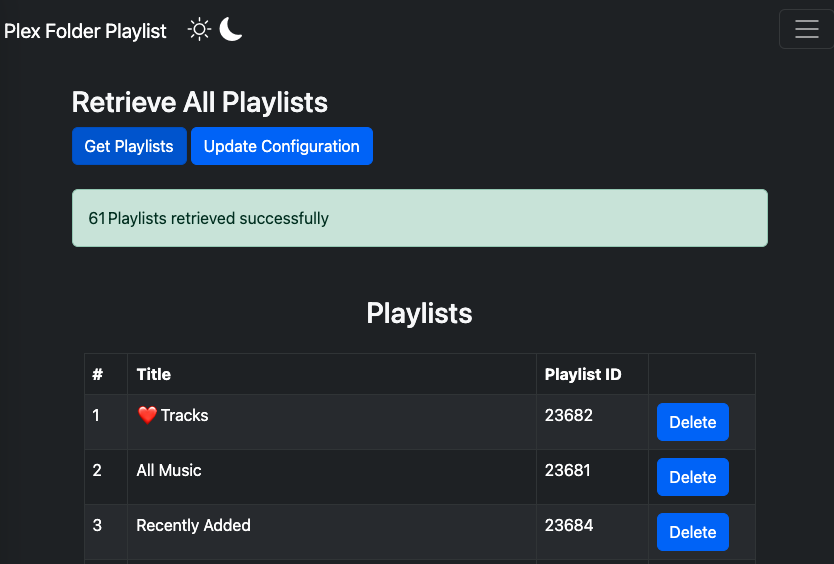 Plex Folder Playlist
Retrieve All Playlists
Get Playlists Update Configuration
61 Playlists retrieved successfully
Playlists
# Title Playlist ID
1 ❤️ Tracks 23682 Delete
2 All Music 23681 Delete
3 Recently Added 23684 Delete